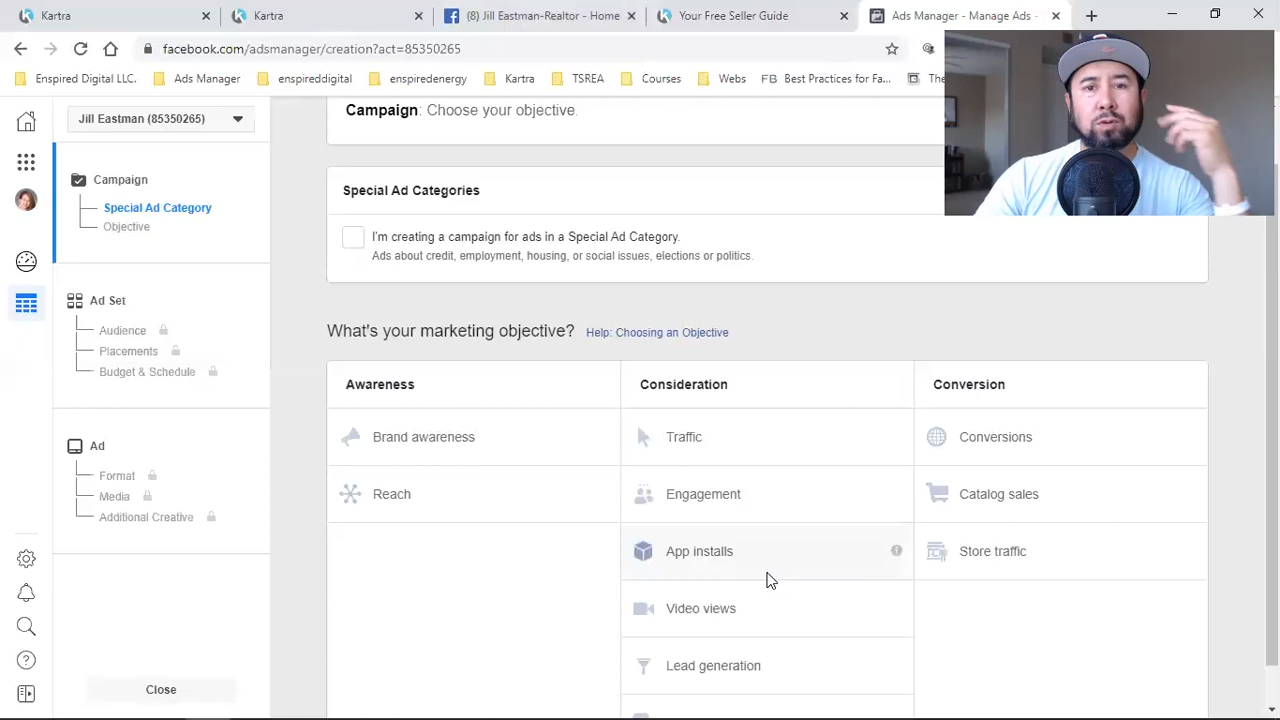 Kartra
Kartra
(8) Jill Eastman-Realtor - Home
Your Free Seller Guide
Ads Manager - Manage Ads -
facebook.com/adsmanager/creation?act=85350265
Enspired Digital LLC.
Ads Manager
enspireddigital
enspiredenergy
Kartra
TSREA
Courses
Webs
FB Best Practices for Fa...
The
Jill Eastman (85350265)
Campaign: Choose your objective
Campaign
Special Ad Category
Objective
Special Ad Categories
I'm creating a campaign for ads in a Special Ad Category.
Ads about credit, employment, housing, or social issues, elections or politics.
Ad Set
Audience
Placements
Budget & Schedule
What's your marketing objective? Help: Choosing an Objective
Awareness
Consideration
Conversion
Brand awareness
Traffic
Conversions
Reach
Engagement
Catalog sales
App installs
Store traffic
Video views
Lead generation
Ad
Format
Media
Additional Creative
Close